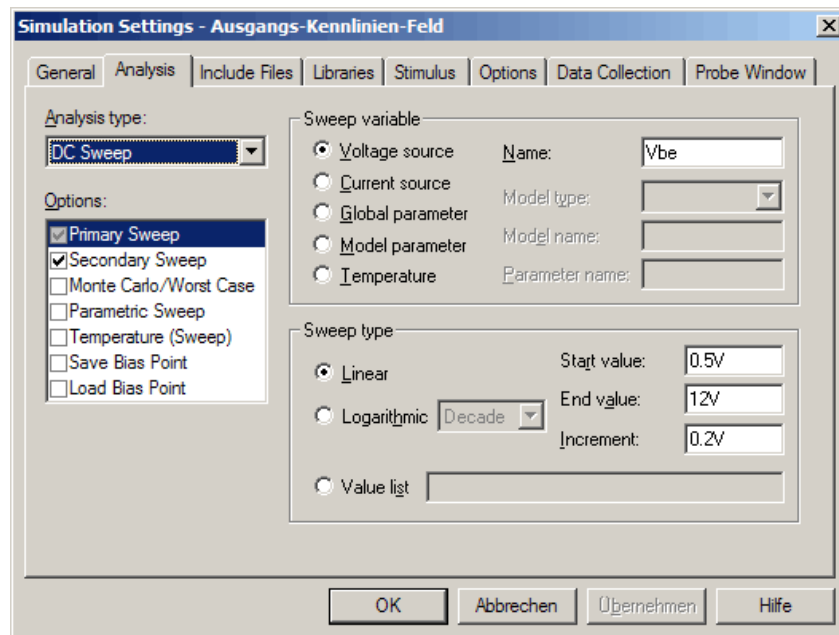 Simulation Settings - Ausgangs-Kennlinien-Feld
General Analysis Include Files Libraries Stimulus Options Data Collection Probe Window
Analysis type:
DC Sweep
Options:
Primary Sweep
Secondary Sweep
Monte Carlo/Worst Case
Parametric Sweep
Temperature (Sweep)
Save Bias Point
Load Bias Point
Sweep variable
Voltage source
Current source
Global parameter
Model parameter
Temperature
Name: Vbe
Model type:
Model name:
Parameter name:
Sweep type
Linear
Logarithmic Decade
Value list
Start value: 0.5V
End value: 12V
Increment: 0.2V
OK Abbrechen Übernehmen Hilfe